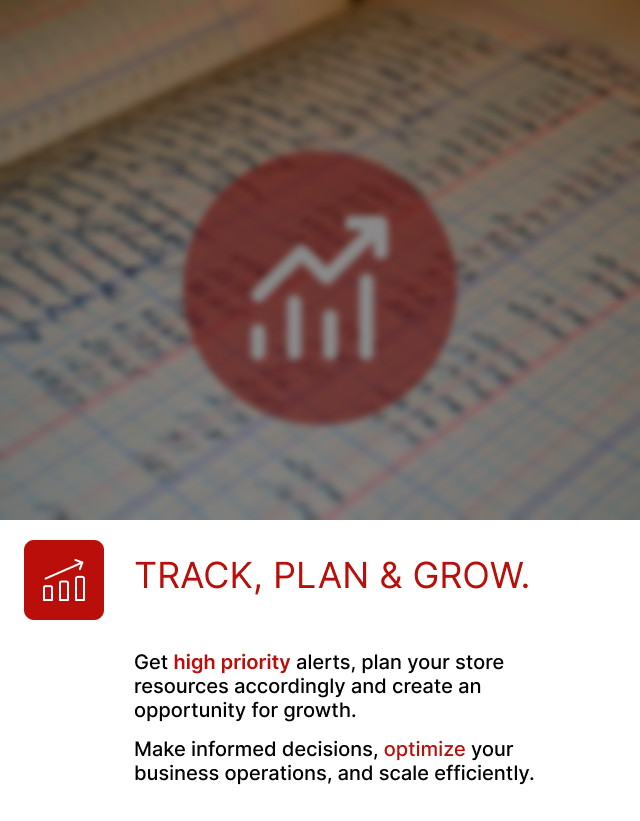 TRACK, PLAN & GROW.
Get high priority alerts, plan your store
resources accordingly and create an
opportunity for growth.
Make informed decisions, optimize your
business operations, and scale efficiently.